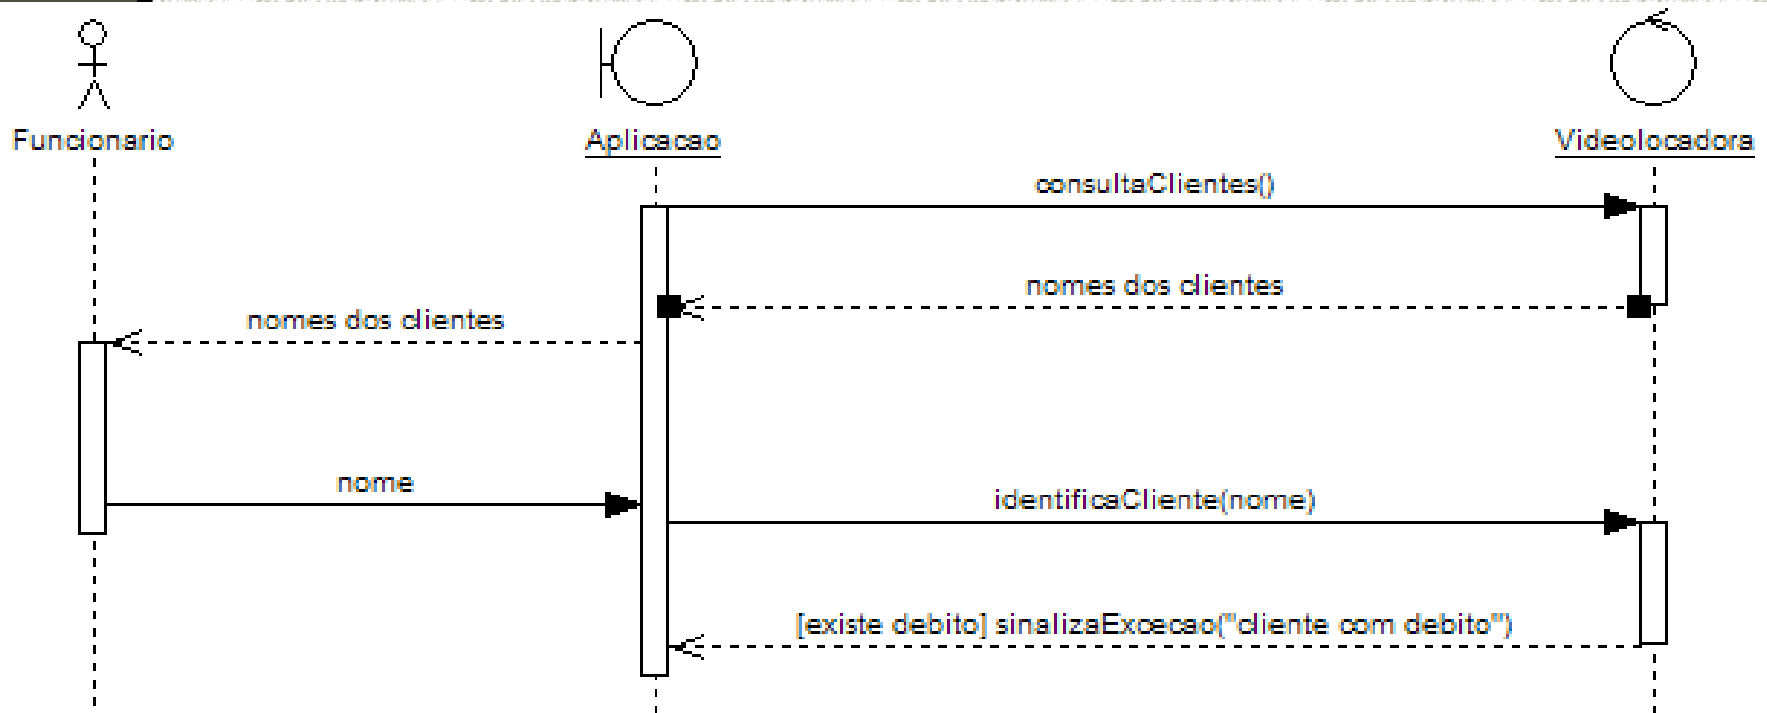 Funcionario
Aplicacao
Videolocadora
consultaClientes()
nomes dos clientes
nomes dos clientes
nome
identificaCliente(nome)
[existe debito] sinalizaExcecao("cliente com debito")